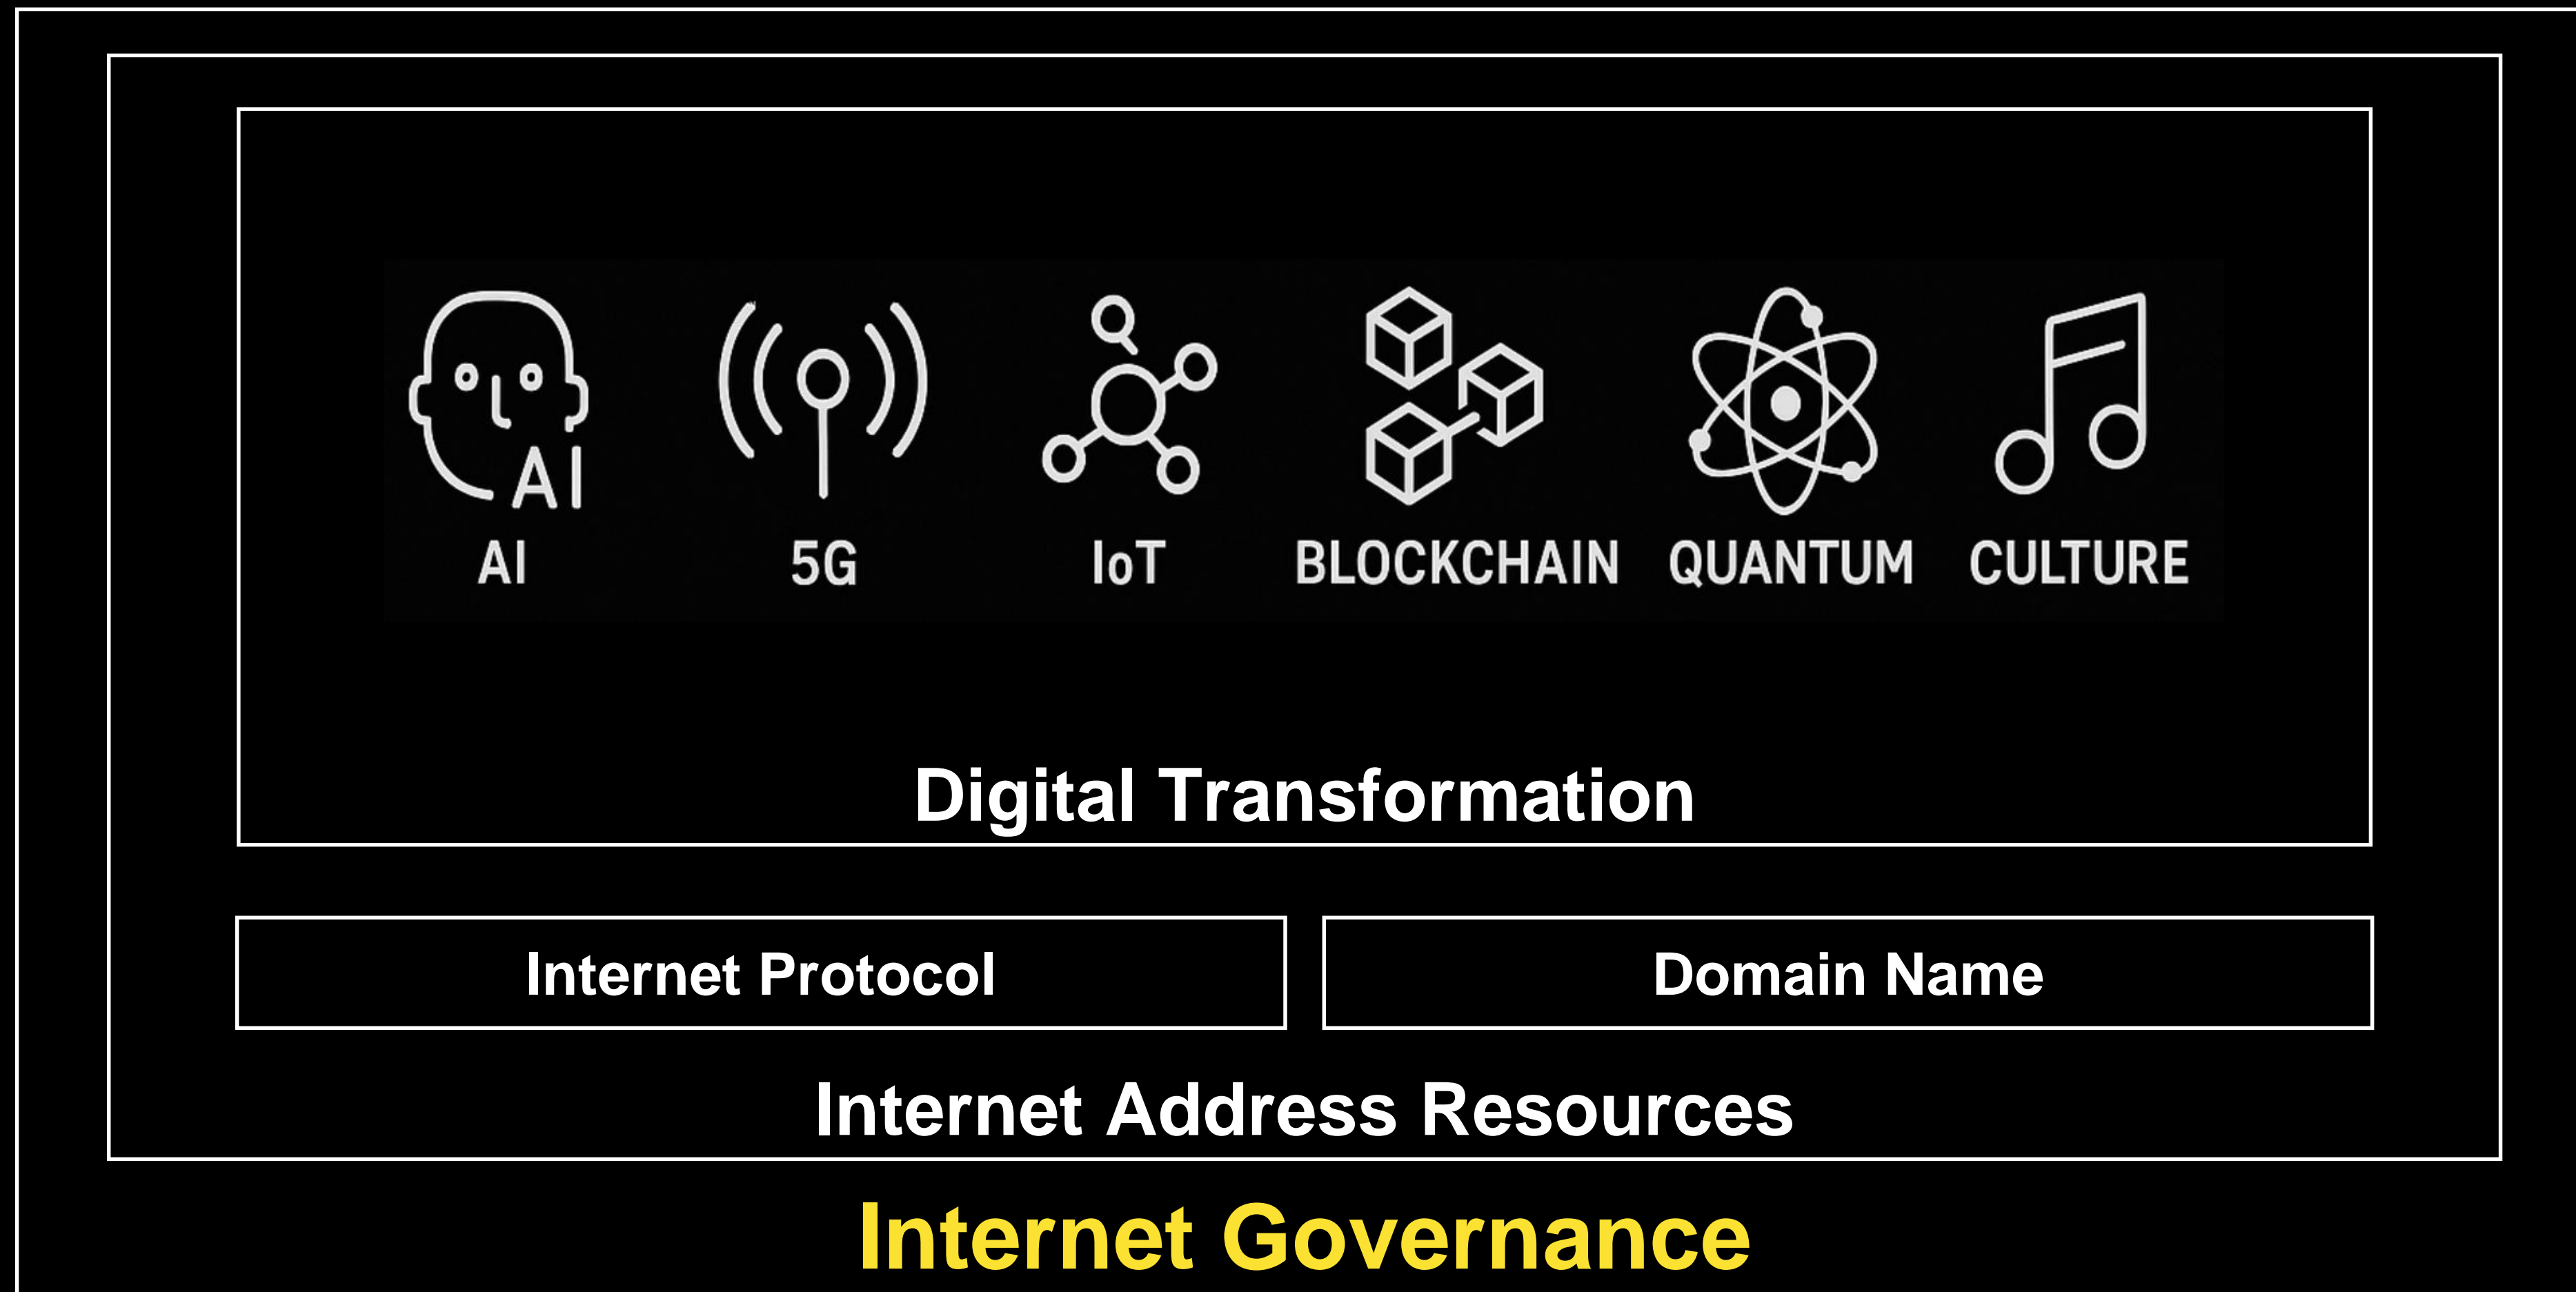 AI
AI 5G IoT BLOCKCHAIN QUANTUM CULTURE
Digital Transformation
Internet Protocol Domain Name
Internet Address Resources
Internet Governance